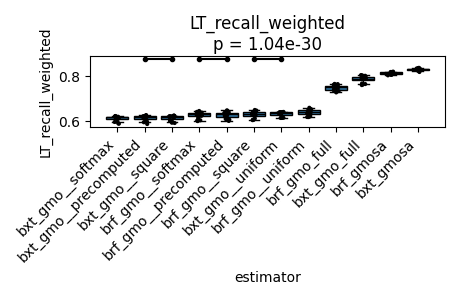 LT_recall_weighted
p = 1.04e-30
LT_recall_weighted
0.8
0.6
bxt_gmo__softmax
bxt_gmo__precomputed
bxt_gmo__square
brf_gmo__softmax
brf_gmo__precomputed
brf_gmo__square
bxt_gmo__uniform
brf_gmo__uniform
brf_gmo_full
bxt_gmo_full
brf_gmosa
bxt_gmosa
estimator